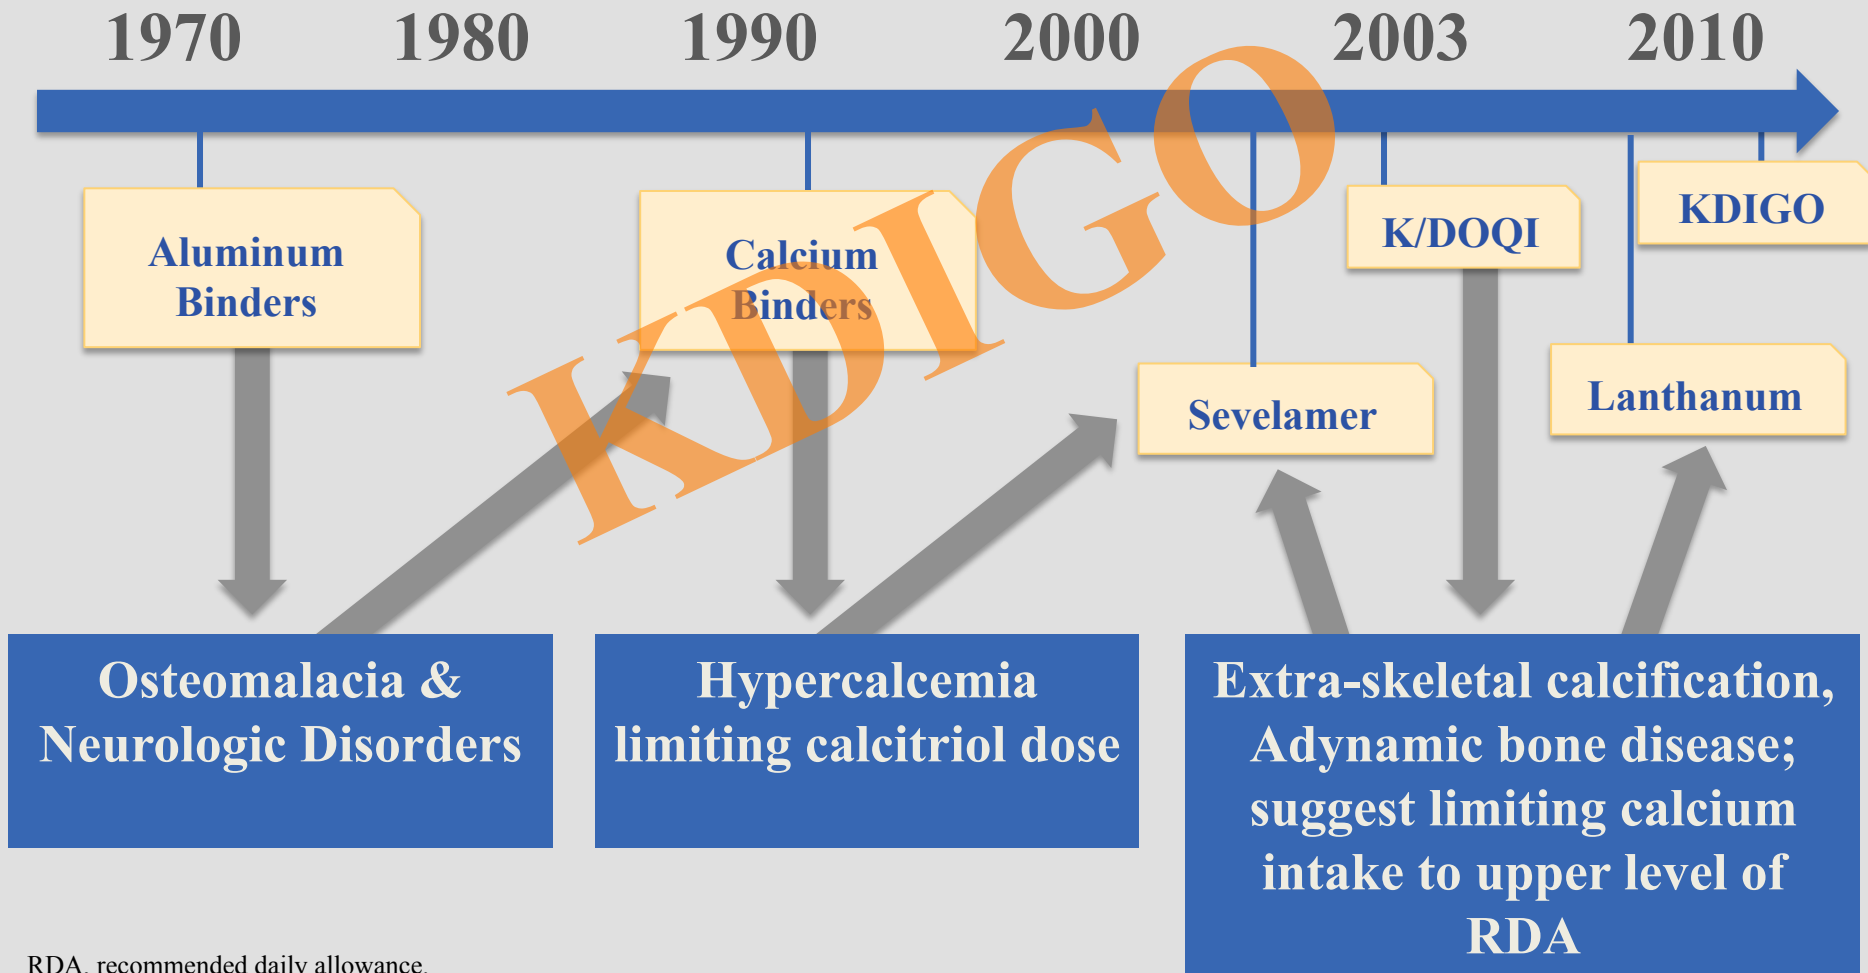 1970 1980 1990 2000 2003 2010
Aluminum
Binders
Calcium
Binders
Sevelamer
K/DOQI
Lanthanum
KDIGO
KDIGO
Osteomalacia &
Neurologic Disorders
Hypercalcemia
limiting calcitriol dose
Extra-skeletal calcification,
Adynamic bone disease;
suggest limiting calcium
intake to upper level of
RDA
RDA, recommended daily allowance.